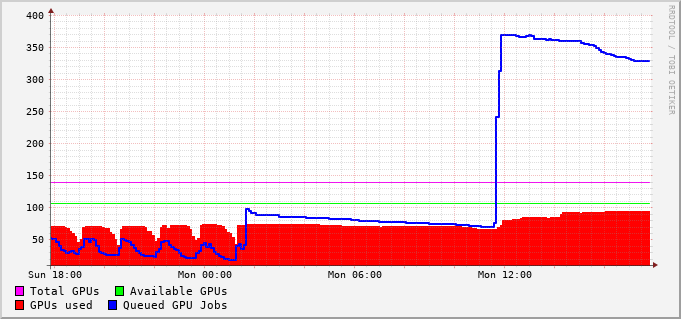 400
350
300
250
200
150
100
50
Sun 18:00 Mon 00:00 Mon 06:00 Mon 12:00
Total GPUs Available GPUs
GPUs used Queued GPU Jobs
RRDTOOL / TOBI OETIKER